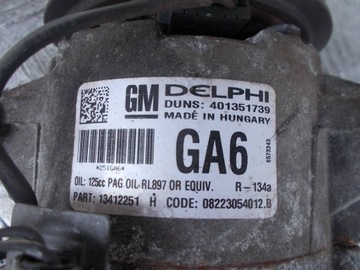 GM DELPHI
DUNS: 401351739
MADE IN HUNGARY
GA6
*251GA6*
OIL: 125cc PAG OIL-RL897 OR EQUIV. R-134a
PART: 13412251 H CODE: 08223054012.B